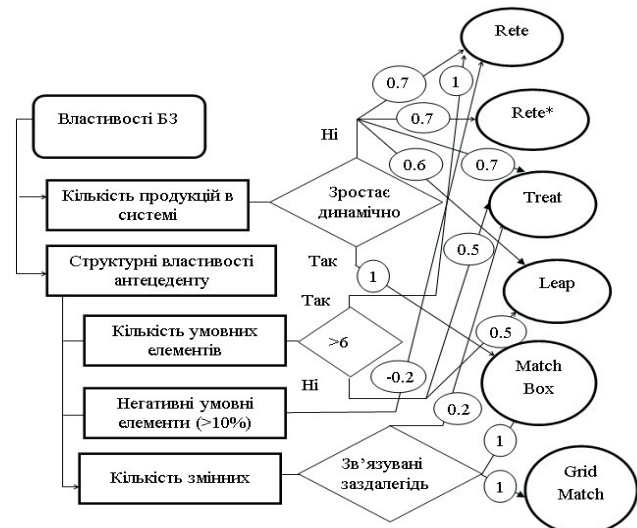 Rete
0.7
1
Властивості БЗ
0.7
Rete*
Ні
0.6
0.7
Кількість продукцій в
системі
Зростає
динамічно
Treat
Структурні властивості
антецеденту
Так
1
0.5
Так
Leap
Кількість умовних
елементів
>6
0.5
Ні
-0.2
Match
Box
Негативні умовні
елементи (>10%)
0.2
1
Кількість змінних
Зв’язувані
заздалегідь
1
Grid
Match